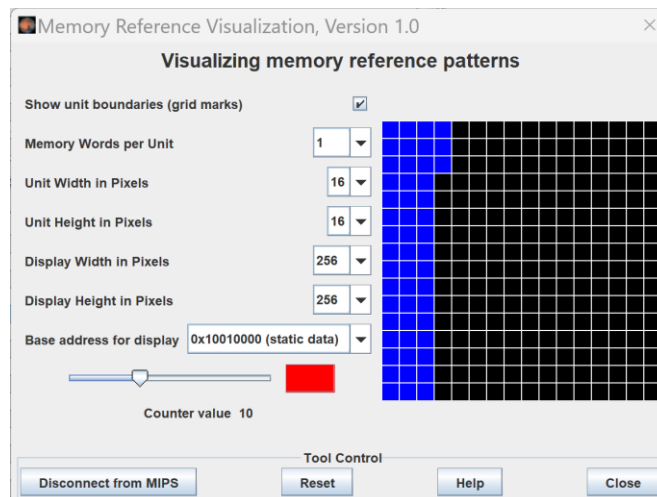 Memory Reference Visualization, Version 1.0
Visualizing memory reference patterns
Show unit boundaries (grid marks)
Memory Words per Unit 1
Unit Width in Pixels 16
Unit Height in Pixels 16
Display Width in Pixels 256
Display Height in Pixels 256
Base address for display 0x10010000 (static data)
Counter value 10
Tool Control
Disconnect from MIPS Reset Help Close